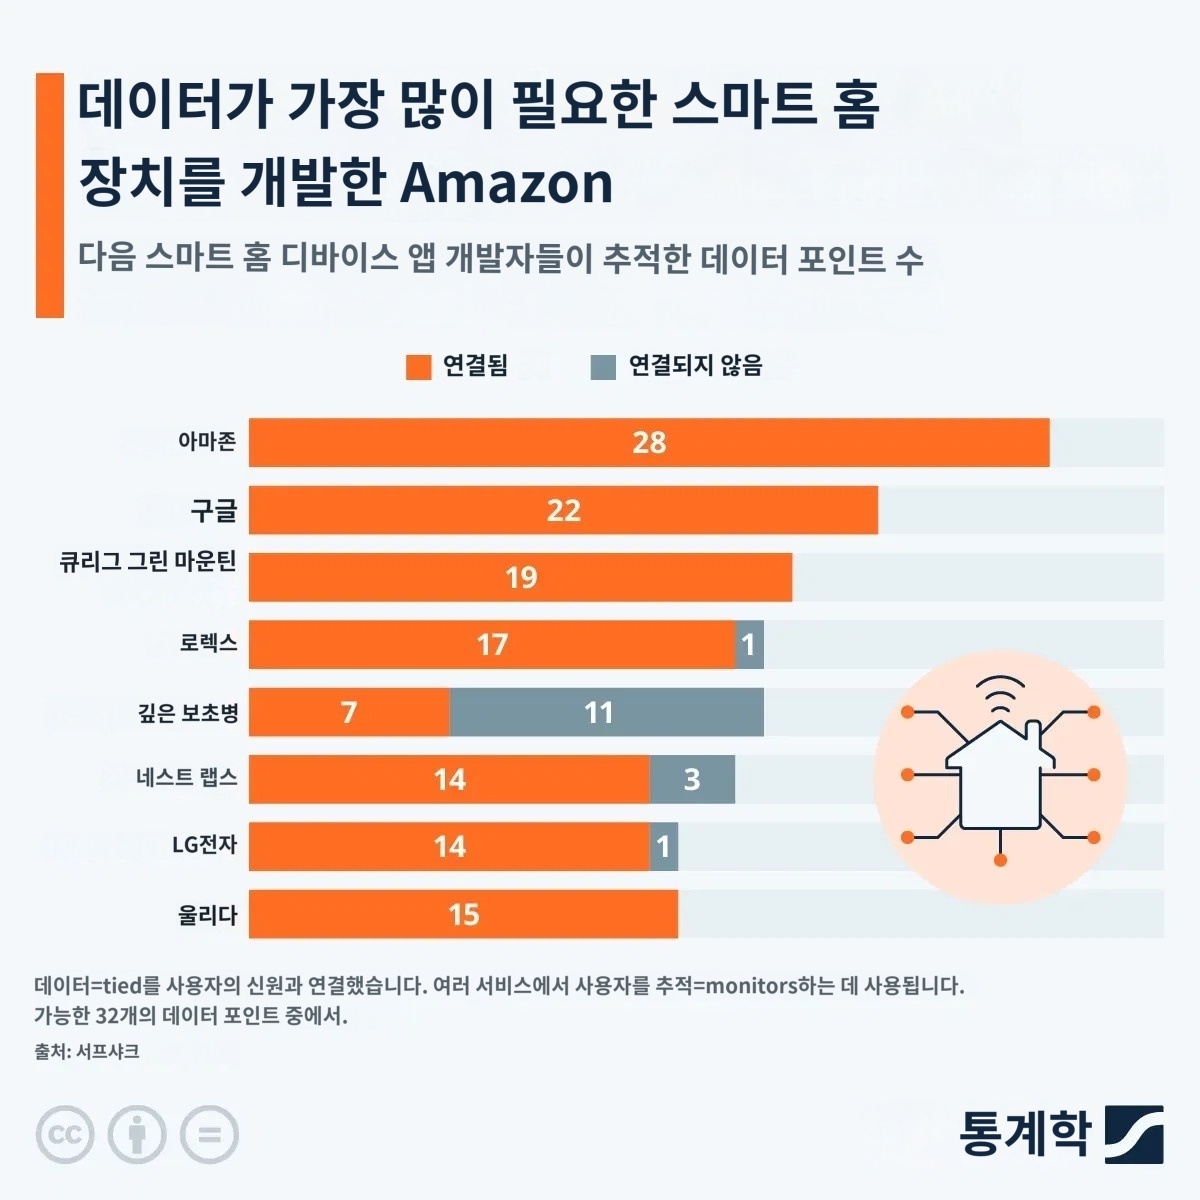 데이터가 가장 많이 필요한 스마트 홈
장치를 개발한 Amazon
다음 스마트 홈 디바이스 앱 개발자들이 추적한 데이터 포인트 수
연결됨 연결되지 않음
아마존 28
구글 22
큐리그 그린 마운틴 19
로렉스 17 1
깊은 보초병 7 11
네스트 랩스 14 3
LG전자 14 1
울리다 15
데이터=tied를 사용자의 신원과 연결했습니다. 여러 서비스에서 사용자를 추적=monitors하는 데 사용됩니다.
가능한 32개의 데이터 포인트 중에서.
출처: 서프샤크
cc
통계학